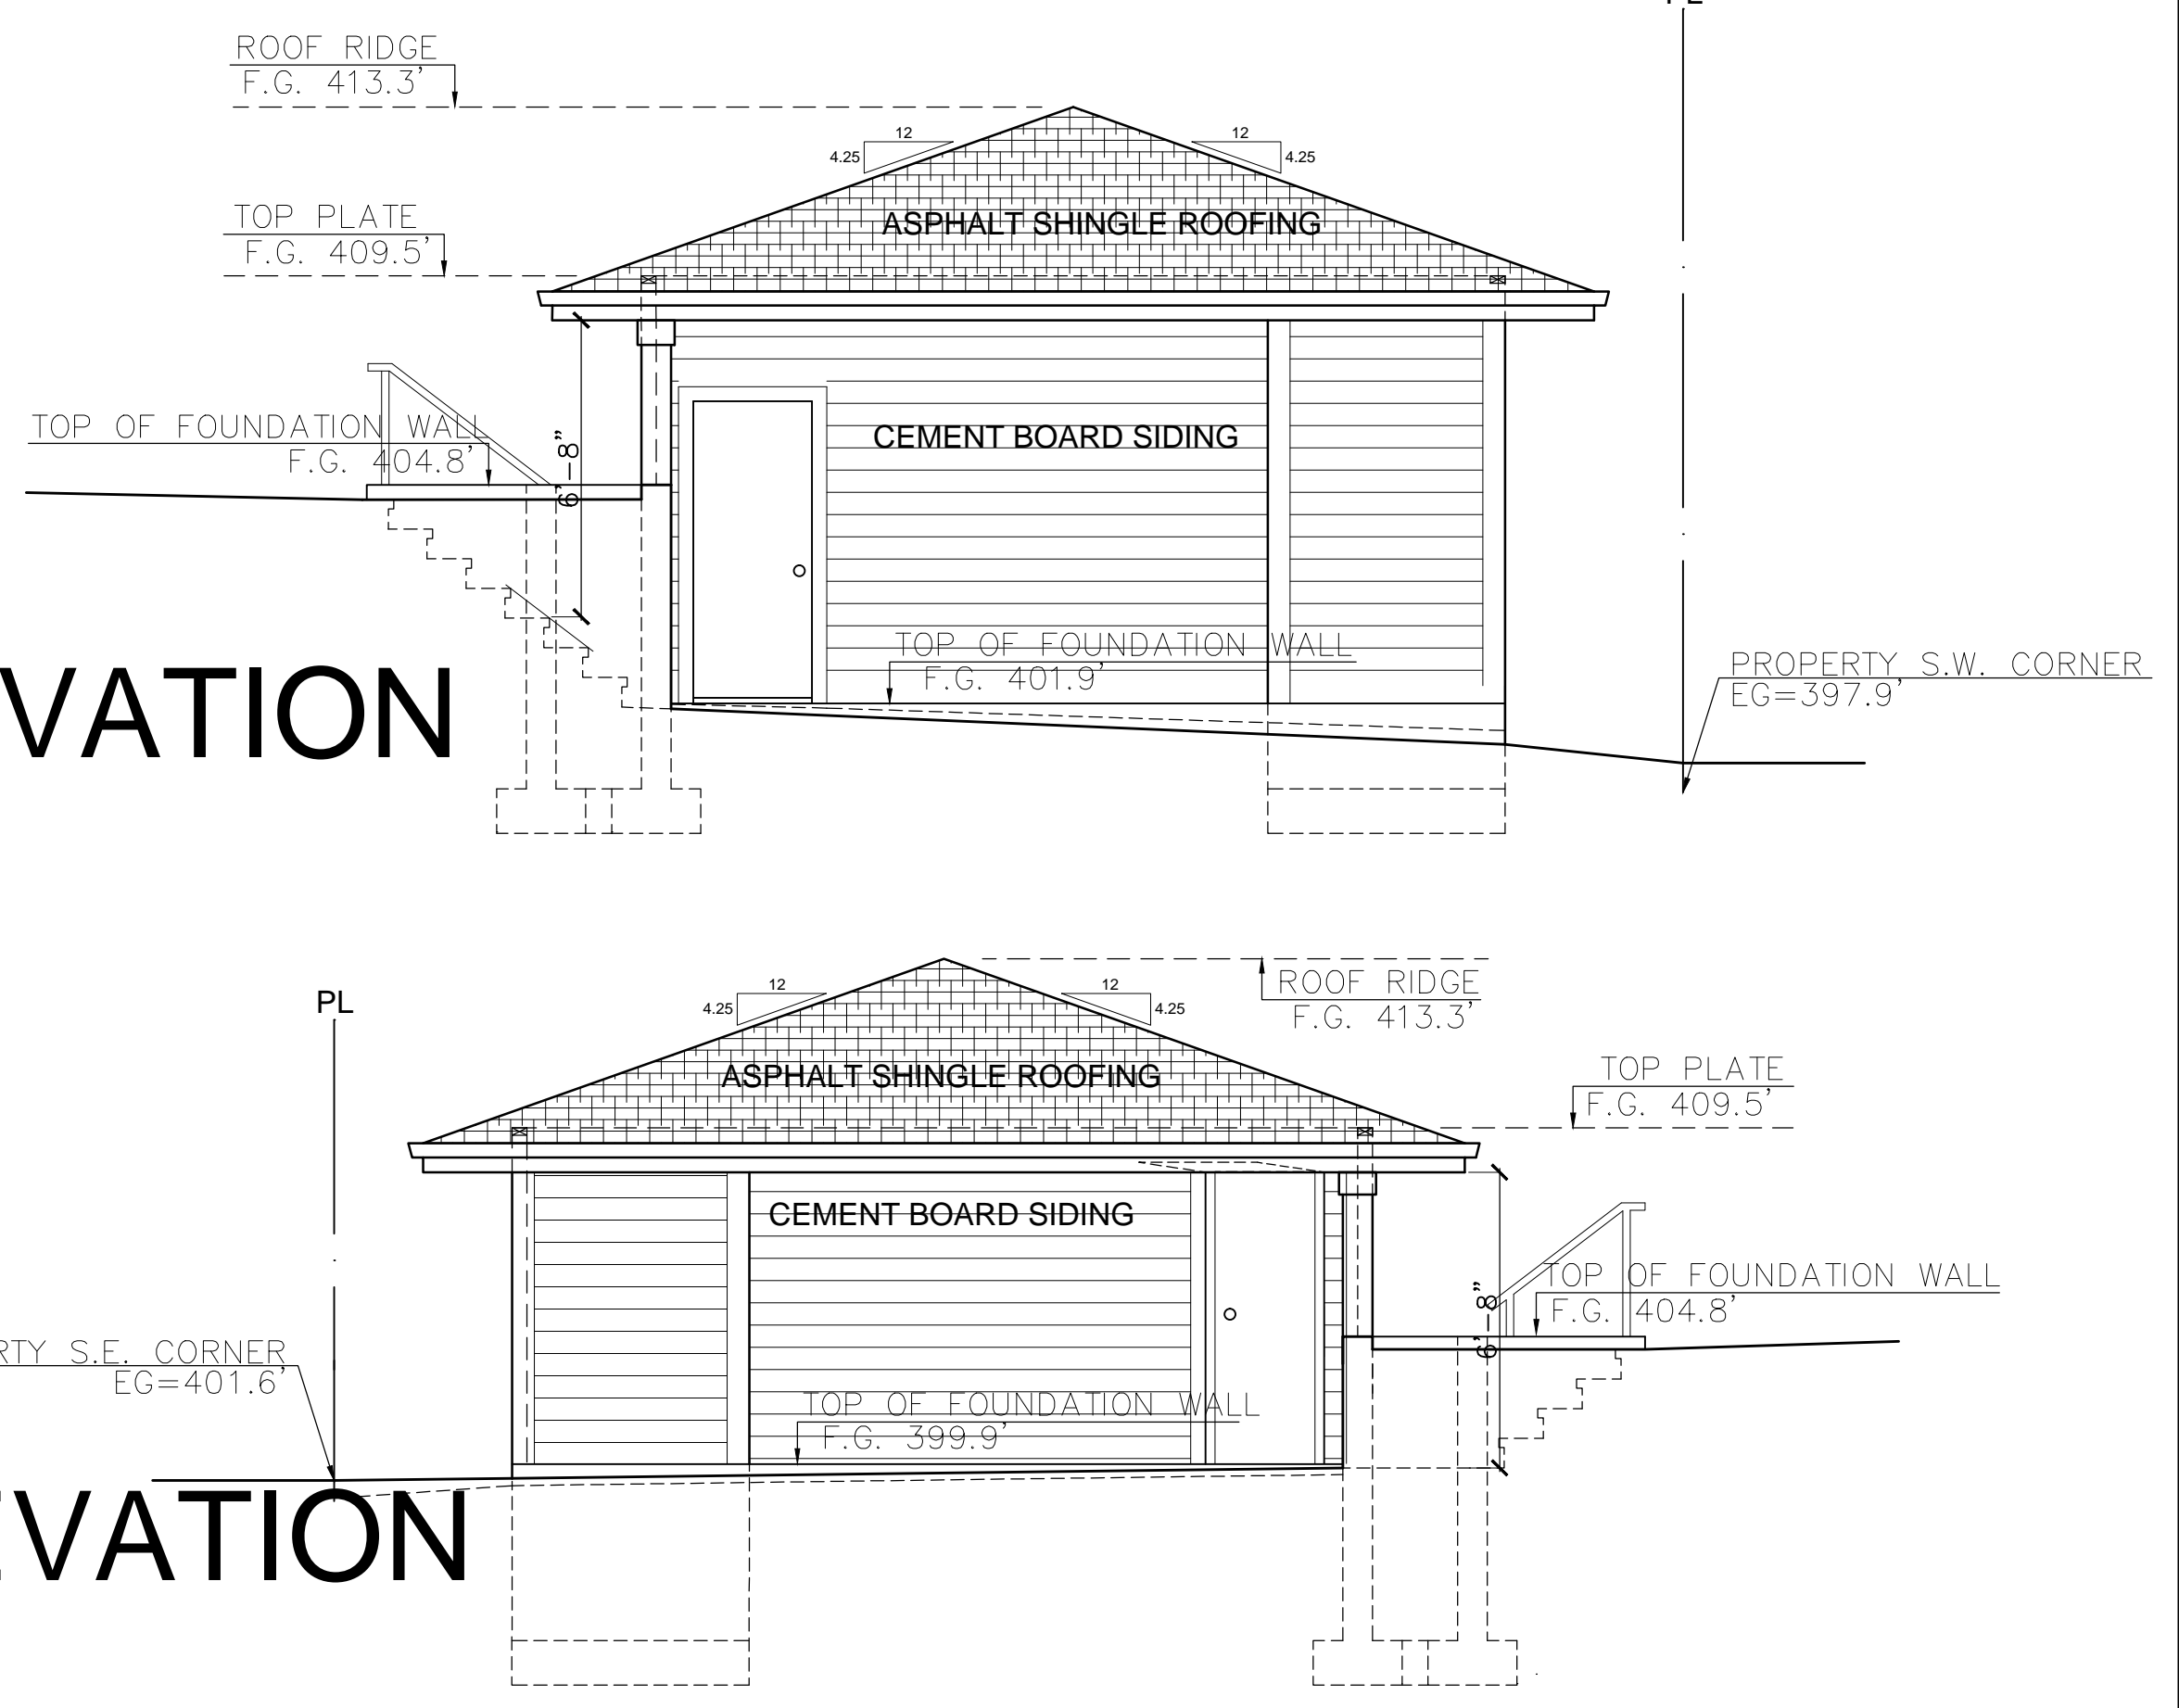 PL
ROOF RIDGE
F.G. 413.3'
12
4.25
12
4.25
TOP PLATE
F.G. 409.5'
ASPHALT SHINGLE ROOFING
TOP OF FOUNDATION WALL
F.G. 404.8'
6'-8"
CEMENT BOARD SIDING
TOP OF FOUNDATION WALL
F.G. 401.9'
PROPERTY S.W. CORNER
EG=397.9'
VATION
PL
12
4.25
12
4.25
ROOF RIDGE
F.G. 413.3'
ASPHALT SHINGLE ROOFING
TOP PLATE
F.G. 409.5'
CEMENT BOARD SIDING
TOP OF FOUNDATION WALL
F.G. 404.8'
6'-8"
RTY S.E. CORNER
EG=401.6'
TOP OF FOUNDATION WALL
F.G. 399.9'
EVATION